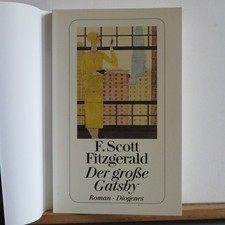 F. Scott
Fitzgerald
Der große
Gatsby
Roman · Diogenes